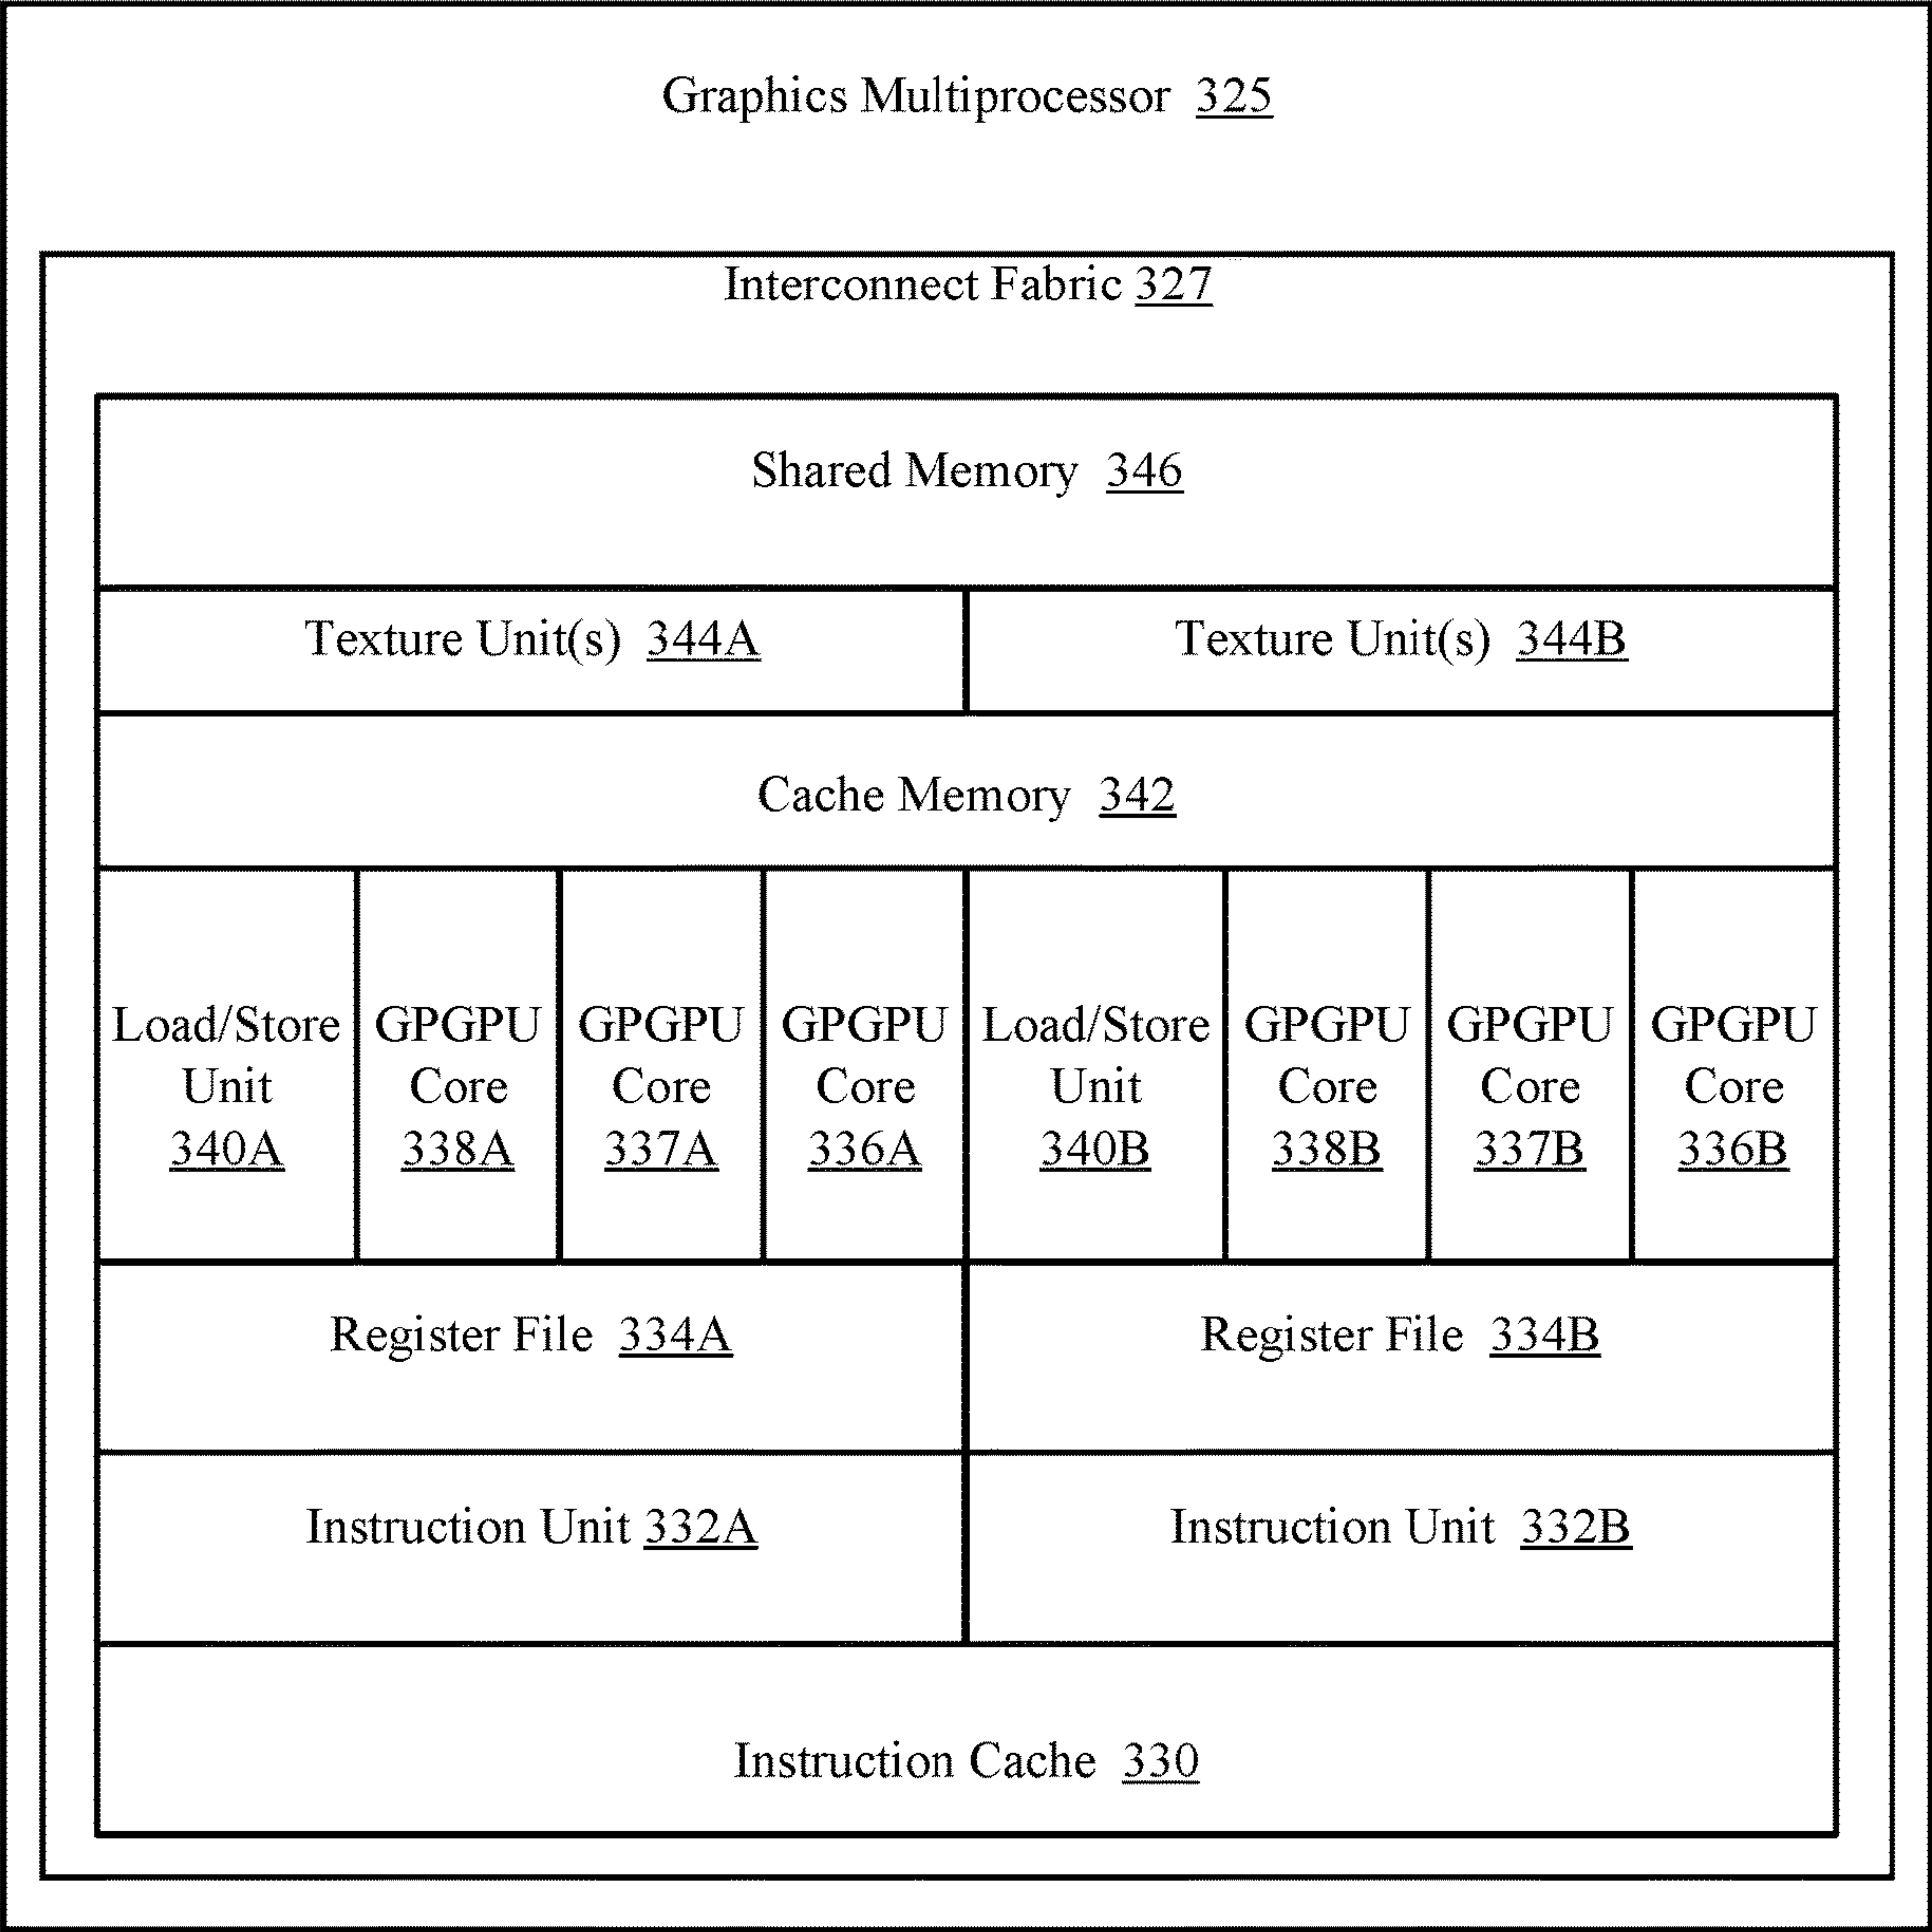 Graphics Multiprocessor 325
Interconnect Fabric 327
Shared Memory 346
Texture Unit(s) 344A
Texture Unit(s) 344B
Cache Memory 342
Load/Store
Unit
340A
GPGPU
Core
338A
GPGPU
Core
337A
GPGPU
Core
336A
Load/Store
Unit
340B
GPGPU
Core
338B
GPGPU
Core
337B
GPGPU
Core
336B
Register File 334A
Register File 334B
Instruction Unit 332A
Instruction Unit 332B
Instruction Cache 330